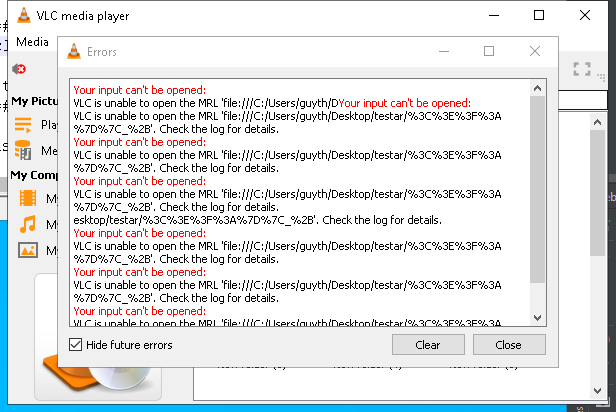 VLC media player
Media
Errors
Your input can't be opened:
VLC is unable to open the MRL 'file:///C:/Users/guyth/DYour input can't be opened:
VLC is unable to open the MRL 'file:///C:/Users/guyth/Desktop/testar/%3C%3E%3F%3A
%7D%7C_%2B'. Check the log for details.
Your input can't be opened:
VLC is unable to open the MRL 'file:///C:/Users/guyth/Desktop/testar/%3C%3E%3F%3A
%7D%7C_%2B'. Check the log for details.
Your input can't be opened:
VLC is unable to open the MRL 'file:///C:/Users/guyth/Desktop/testar/%3C%3E%3F%3A
%7D%7C_%2B'. Check the log for details.
esktop/testar/%3C%3E%3F%3A%7D%7C_%2B'. Check the log for details.
Your input can't be opened:
VLC is unable to open the MRL 'file:///C:/Users/guyth/Desktop/testar/%3C%3E%3F%3A
%7D%7C_%2B'. Check the log for details.
Your input can't be opened:
VLC is unable to open the MRL 'file:///C:/Users/guyth/Desktop/testar/%3C%3E%3F%3A
%7D%7C_%2B'. Check the log for details.
Your input can't be opened:
VLC is unable to open the MRL 'file:///C:/Users/guyth/Desktop/testar/%3C%3E%3F%3A
Hide future errors
Clear
Close
My Pictu
Play
Me
My Comp
My
My
My